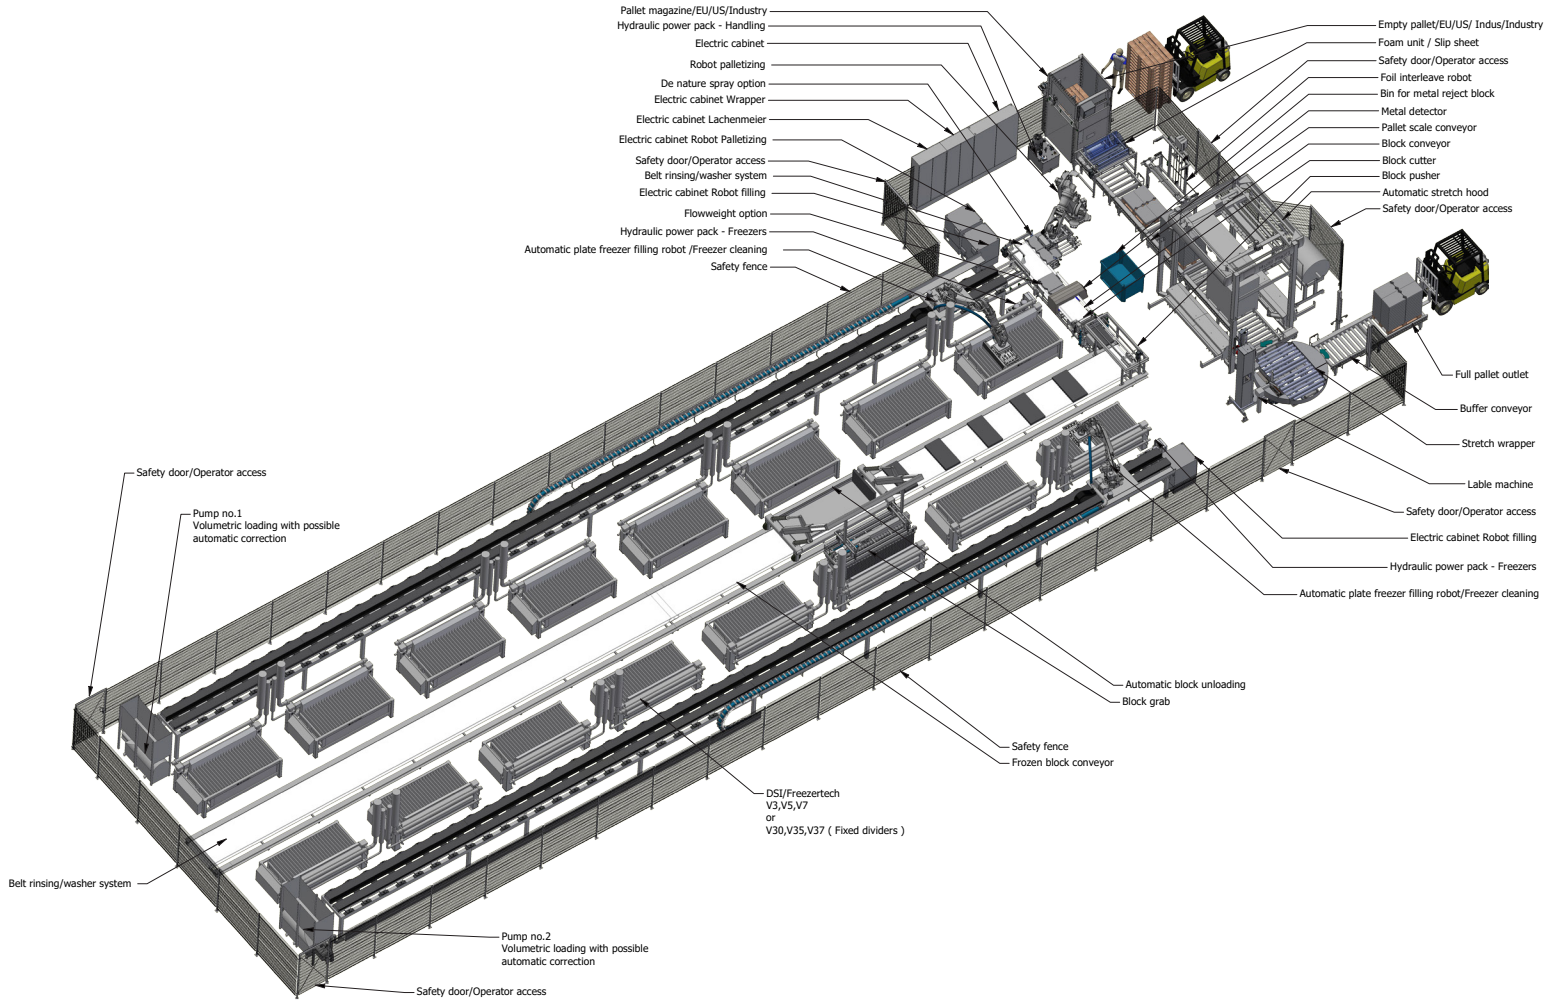 Pallet magazine/EU/US/Industry
Hydraulic power pack - Handling
Electric cabinet
Robot palletizing
De nature spray option
Electric cabinet Wrapper
Electric cabinet Lachenmeier
Electric cabinet Robot Palletizing
Safety door/Operator access
Belt rinsing/washer system
Electric cabinet Robot filling
Flowweight option
Hydraulic power pack - Freezers
Automatic plate freezer filling robot /Freezer cleaning
Safety fence
Empty pallet/EU/US/ Indus/Industry
Foam unit / Slip sheet
Safety door/Operator access
Foil interleave robot
Bin for metal reject block
Metal detector
Pallet scale conveyor
Block conveyor
Block cutter
Block pusher
Automatic stretch hood
Safety door/Operator access
Full pallet outlet
Buffer conveyor
Stretch wrapper
Lable machine
Safety door/Operator access
Electric cabinet Robot filling
Hydraulic power pack - Freezers
Automatic plate freezer filling robot/Freezer cleaning
Safety door/Operator access
Pump no.1
Volumetric loading with possible
automatic correction
Automatic block unloading
Block grab
Safety fence
Frozen block conveyor
DSI/Freezertech
V3,V5,V7
or
V30,V35,V37 ( Fixed dividers )
Belt rinsing/washer system
Pump no.2
Volumetric loading with possible
automatic correction
Safety door/Operator access